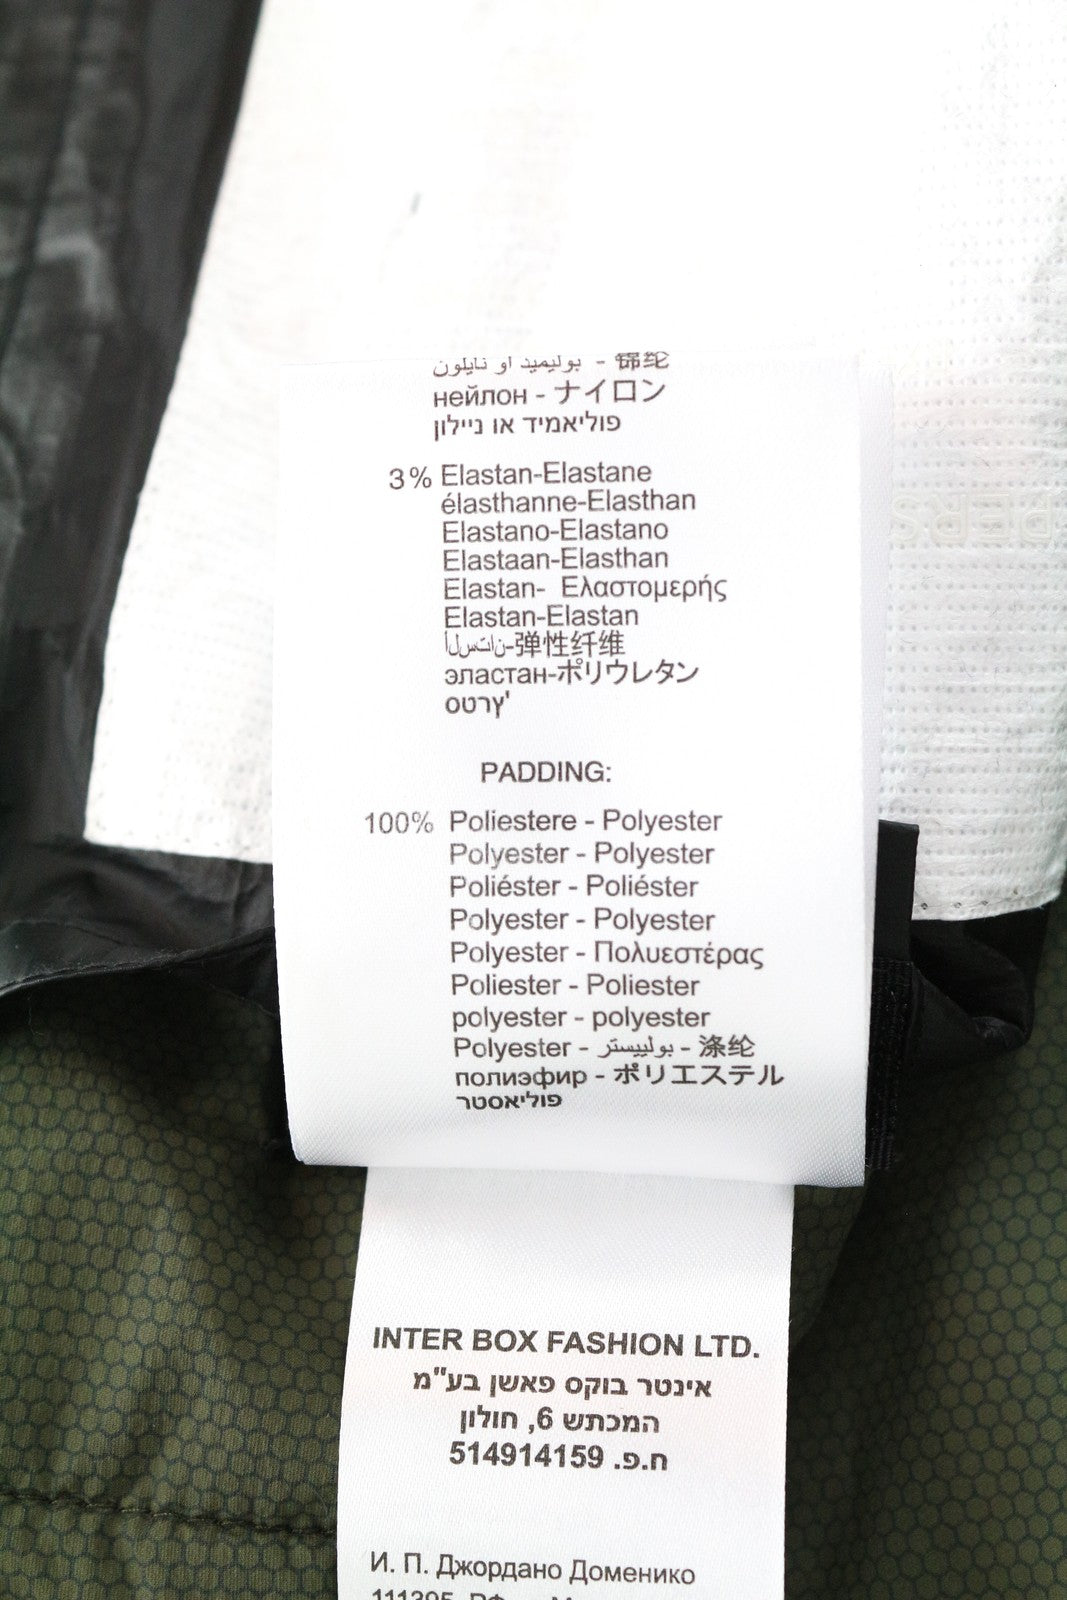 بوليميد او نايلون - 锦纶
нейлон - ナイロン
פוליאמיד או ניילון
3% Elastan-Elastane
élasthanne-Elasthan
Elastano-Elastano
Elastaan-Elasthan
Elastan- Ελαστομερής
Elastan-Elastan
الستان-弹性纤维
эластан-ポリウレタン
סטרץ'
PADDING:
100% Poliestere - Polyester
Polyester - Polyester
Poliéster - Poliéster
Polyester - Polyester
Polyester - Πολυεστέρας
Poliester - Poliester
polyester - polyester
Polyester - بولييستر - 涤纶
полиэфир - ポリエステル
פוליאסטר
INTER BOX FASHION LTD.
אינטר בוקס פאשן בע"מ
המכתש 6, חולון
ח.פ. 514914159
И. П. Джордано Доменико